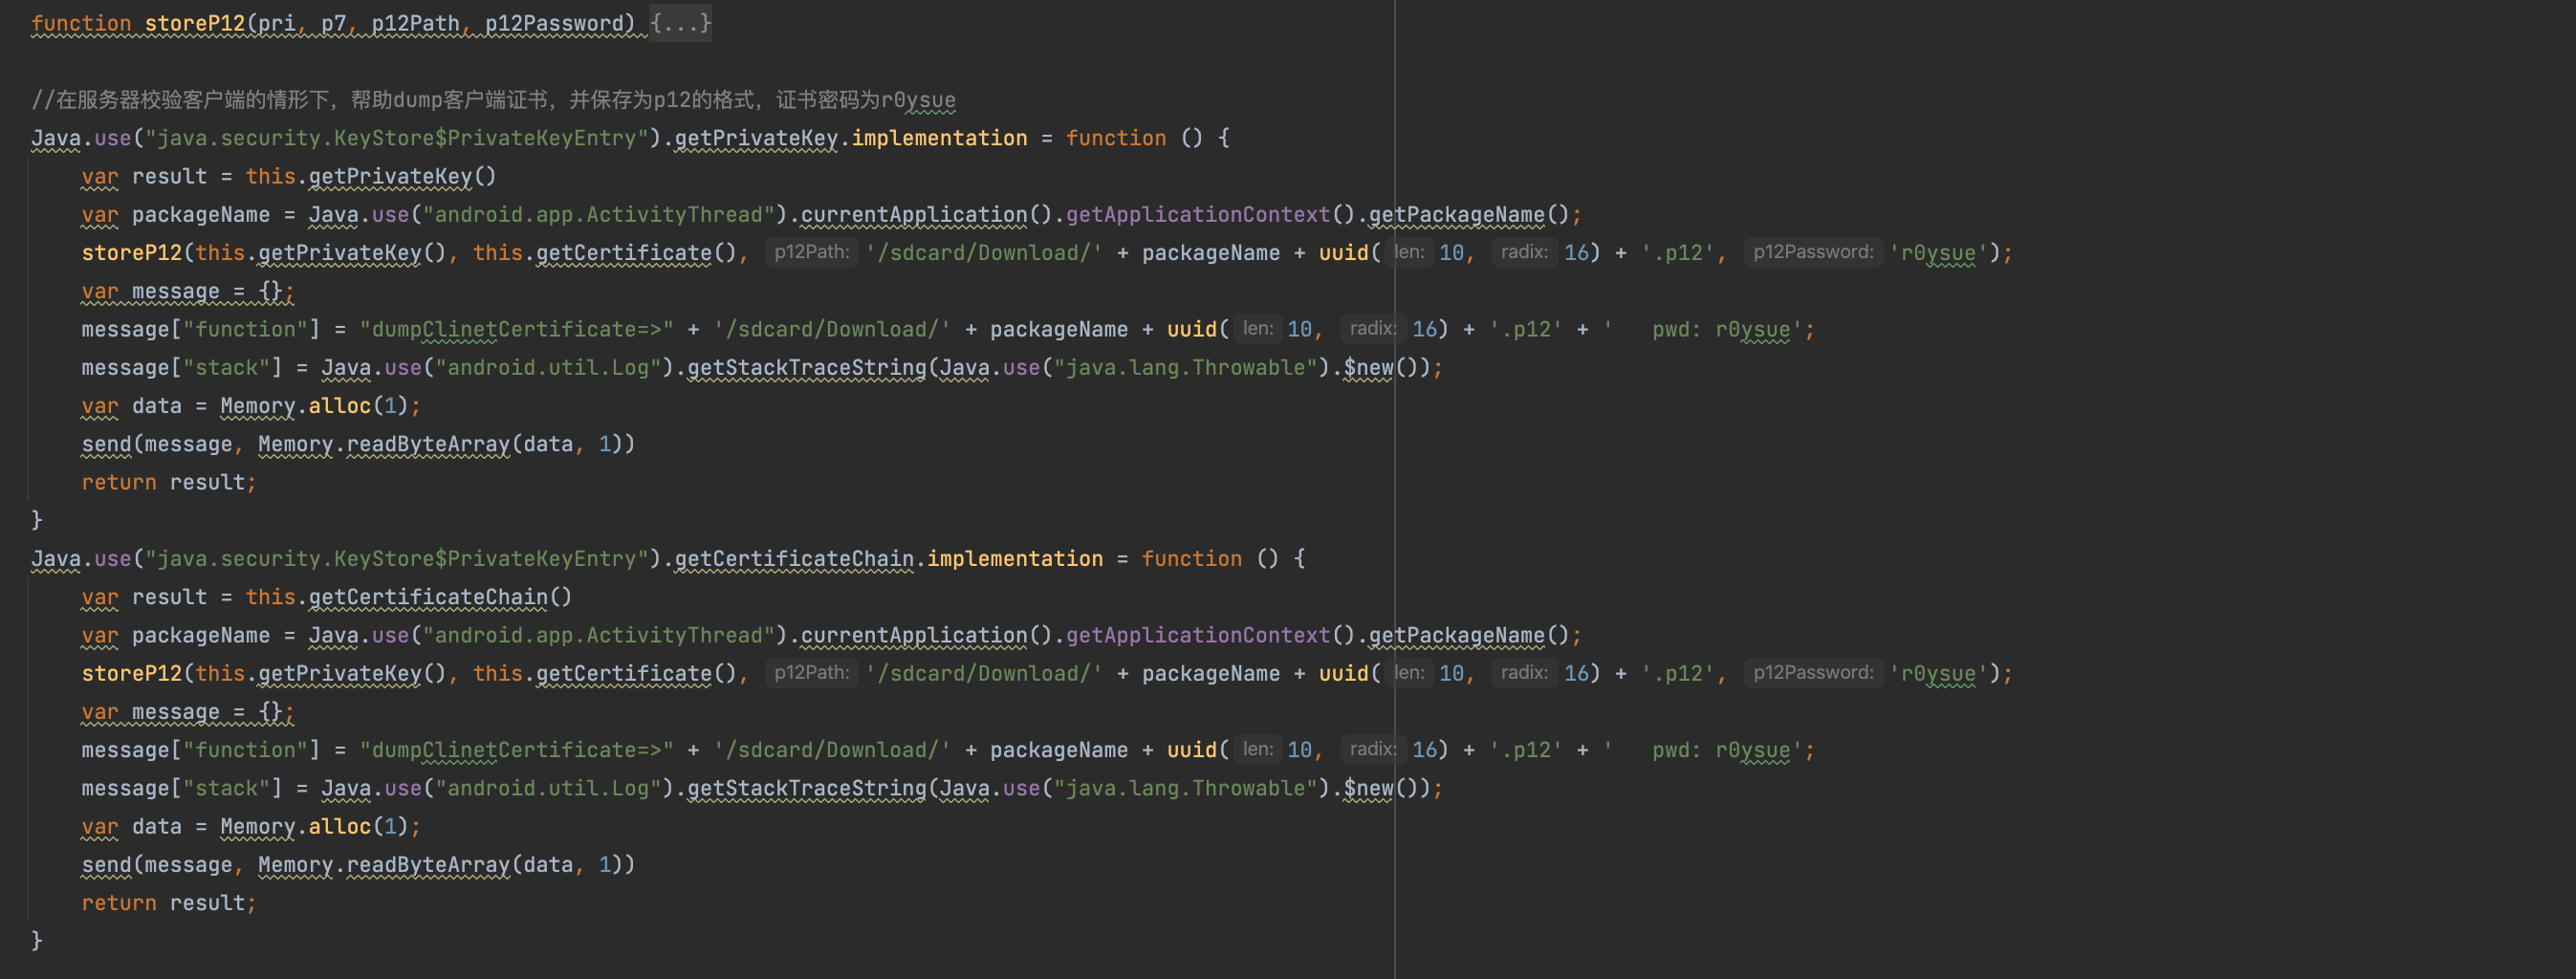 function storeP12(pri, p7, p12Path, p12Password) {...}
//在服务器校验客户端的情形下，帮助dump客户端证书，并保存为p12的格式，证书密码为r0ysue
Java.use("java.security.KeyStore$PrivateKeyEntry").getPrivateKey.implementation = function () {
var result = this.getPrivateKey()
var packageName = Java.use("android.app.ActivityThread").currentApplication().getApplicationContext().getPackageName();
storeP12(this.getPrivateKey(), this.getCertificate(), p12Path: '/sdcard/Download/' + packageName + uuid( len: 10, radix: 16) + '.p12', p12Password: 'r0ysue');
var message = {};
message["function"] = "dumpClinetCertificate=>" + '/sdcard/Download/' + packageName + uuid( len: 10, radix: 16) + '.p12' + '   pwd: r0ysue';
message["stack"] = Java.use("android.util.Log").getStackTraceString(Java.use("java.lang.Throwable").$new());
var data = Memory.alloc(1);
send(message, Memory.readByteArray(data, 1))
return result;
}
Java.use("java.security.KeyStore$PrivateKeyEntry").getCertificateChain.implementation = function () {
var result = this.getCertificateChain()
var packageName = Java.use("android.app.ActivityThread").currentApplication().getApplicationContext().getPackageName();
storeP12(this.getPrivateKey(), this.getCertificate(), p12Path: '/sdcard/Download/' + packageName + uuid( len: 10, radix: 16) + '.p12', p12Password: 'r0ysue');
var message = {};
message["function"] = "dumpClinetCertificate=>" + '/sdcard/Download/' + packageName + uuid( len: 10, radix: 16) + '.p12' + '   pwd: r0ysue';
message["stack"] = Java.use("android.util.Log").getStackTraceString(Java.use("java.lang.Throwable").$new());
var data = Memory.alloc(1);
send(message, Memory.readByteArray(data, 1))
return result;
}